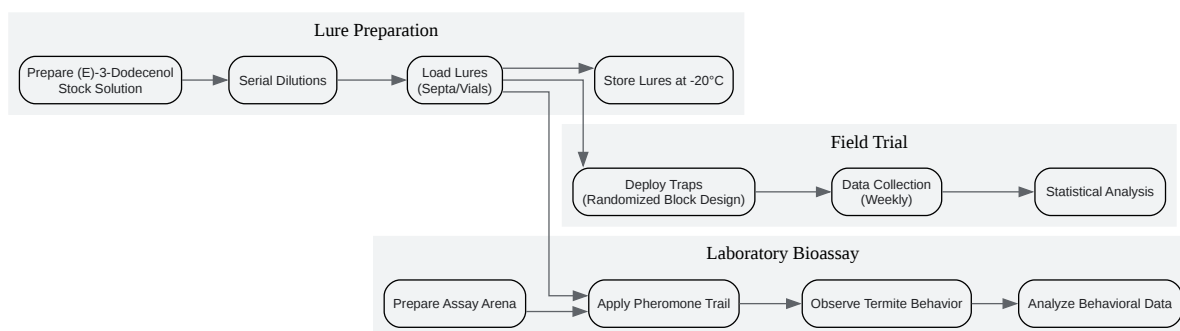 Lure Preparation
Prepare (E)-3-Dodecenol
Stock Solution
Serial Dilutions
Load Lures
(Septa/Vials)
Store Lures at -20°C
Field Trial
Deploy Traps
(Randomized Block Design)
Data Collection
(Weekly)
Statistical Analysis
Laboratory Bioassay
Prepare Assay Arena
Apply Pheromone Trail
Observe Termite Behavior
Analyze Behavioral Data